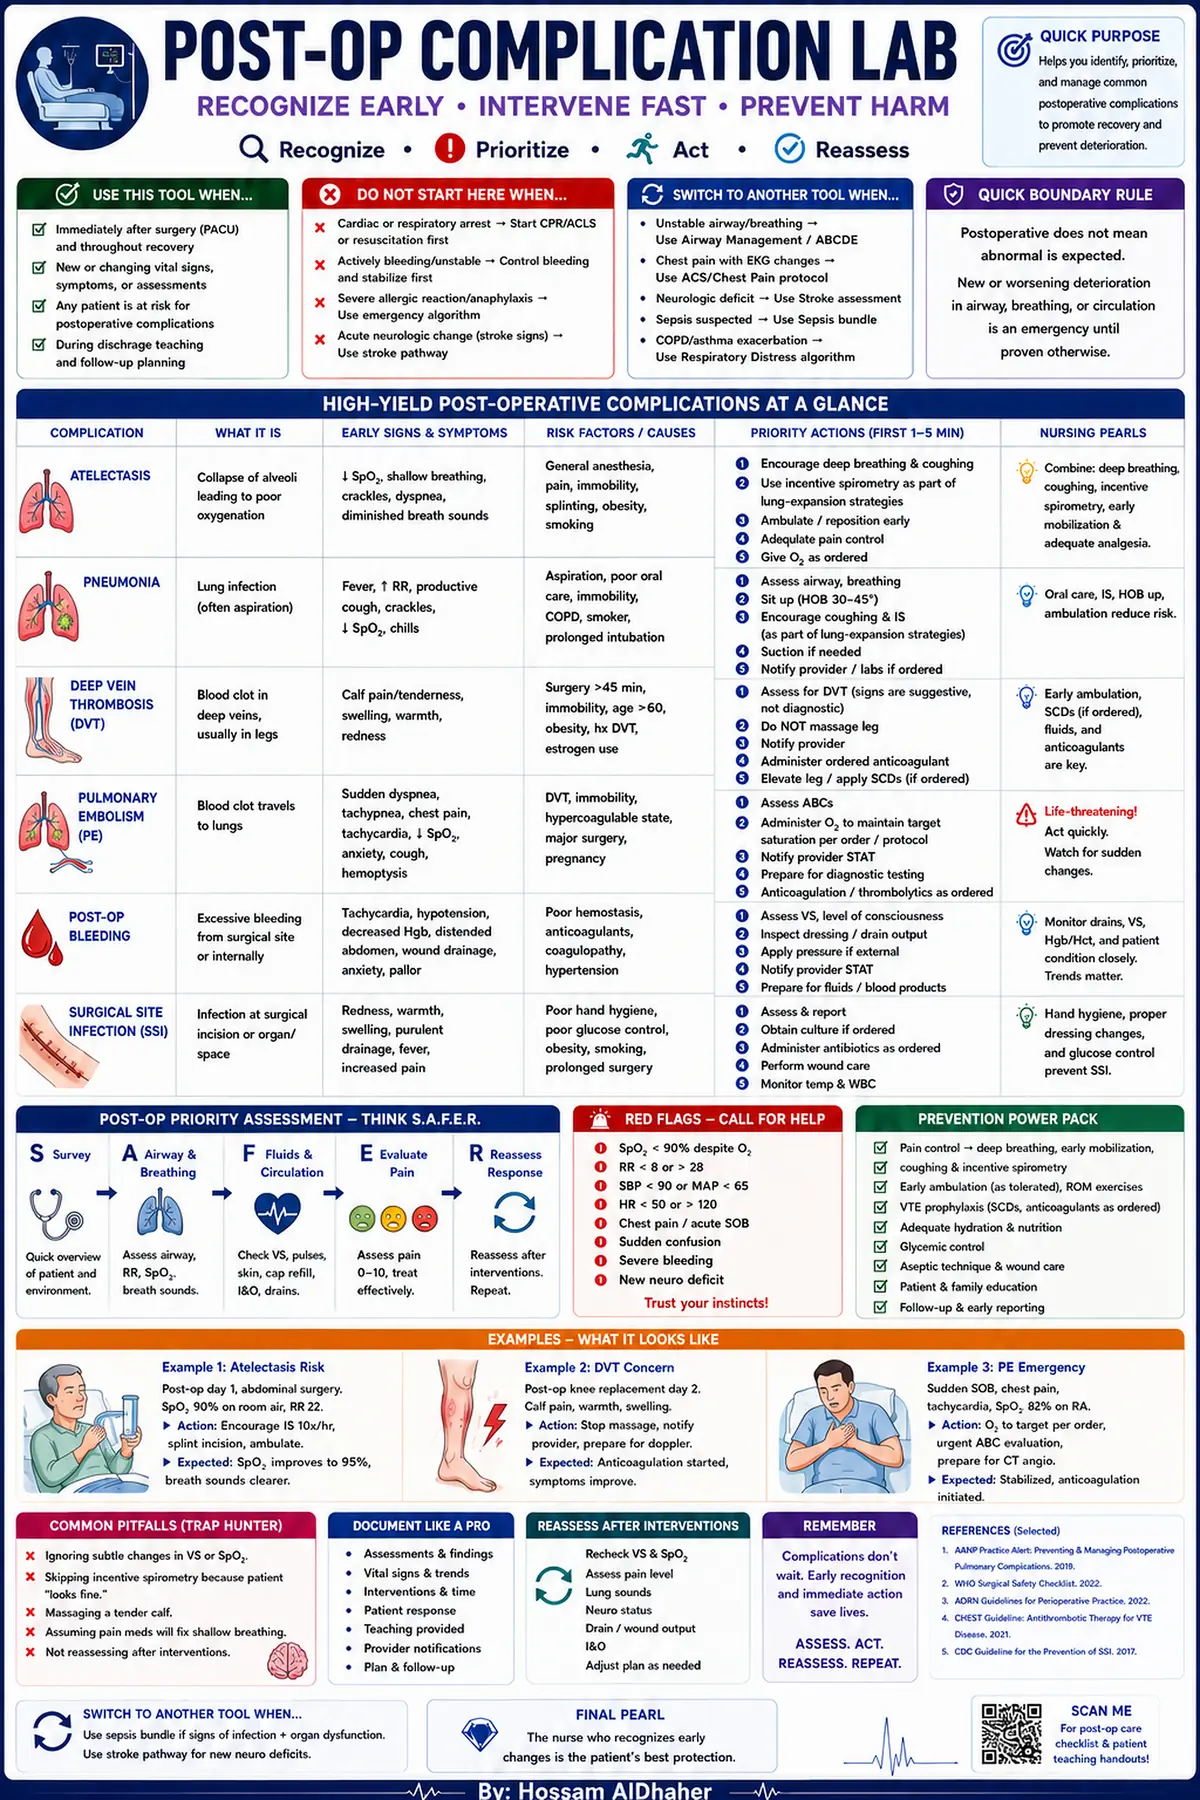 POST-OP COMPLICATION LAB
RECOGNIZE EARLY • INTERVENE FAST • PREVENT HARM
Recognize • Prioritize • Act • Reassess
QUICK PURPOSE
Helps you identify, prioritize,
and manage common
postoperative complications
to promote recovery and
prevent deterioration.
USE THIS TOOL WHEN...
Immediately after surgery (PACU)
and throughout recovery
New or changing vital signs,
symptoms, or assessments
Any patient is at risk for
postoperative complications
During dischrage teaching
and follow-up planning
DO NOT START HERE WHEN...
Cardiac or respiratory arrest → Start CPR/ACLS
or resuscitation first
Actively bleeding/unstable → Control bleeding
and stabilize first
Severe allergic reaction/anaphylaxis →
Use emergency algorithm
Acute neurologic change (stroke signs) →
Use stroke pathway
SWITCH TO ANOTHER TOOL WHEN...
• Unstable airway/breathing →
Use Airway Management / ABCDE
• Chest pain with EKG changes →
Use ACS/Chest Pain protocol
• Neurologic deficit → Use Stroke assessment
• Sepsis suspected → Use Sepsis bundle
• COPD/asthma exacerbation →
Use Respiratory Distress algorithm
QUICK BOUNDARY RULE
Postoperative does not mean
abnormal is expected.
New or worsening deterioration
in airway, breathing, or circulation
is an emergency until
proven otherwise.
HIGH-YIELD POST-OPERATIVE COMPLICATIONS AT A GLANCE
COMPLICATION
WHAT IT IS
EARLY SIGNS & SYMPTOMS
RISK FACTORS / CAUSES
PRIORITY ACTIONS (FIRST 1–5 MIN)
NURSING PEARLS
ATELECTASIS
Collapse of alveoli
leading to poor
oxygenation
↓ SpO₂, shallow breathing,
crackles, dyspnea,
diminished breath sounds
General anesthesia,
pain, immobility,
splinting, obesity,
smoking
1 Encourage deep breathing & coughing
2 Use incentive spirometry as part of
lung-expansion strategies
3 Ambulate / reposition early
4 Adequlate pain control
5 Give O₂ as ordered
Combine: deep breathing,
coughing, incentive
spirometry, early
mobilization &
adequate analgesia.
PNEUMONIA
Lung infection
(often aspiration)
Fever, ↑ RR, productive
cough, crackles,
↓ SpO₂, chills
Aspiration, poor oral
care, immobility,
COPD, smoker,
prolonged intubation
1 Assess airway, breathing
2 Sit up (HOB 30–45°)
3 Encourage coughing & IS
(as part of lung-expansion strategies)
4 Suction if needed
5 Notify provider / labs if ordered
Oral care, IS, HOB up,
ambulation reduce risk.
DEEP VEIN
THROMBOSIS
(DVT)
Blood clot in
deep veins,
usually in legs
Calf pain/tenderness,
swelling, warmth,
redness
Surgery >45 min,
immobility, age >60,
obesity, hx DVT,
estrogen use
1 Assess for DVT (signs are suggestive,
not diagnostic)
2 Do NOT massage leg
3 Notify provider
4 Administer ordered anticoagulant
5 Elevate leg / apply SCDs (if ordered)
Early ambulation,
SCDs (if ordered),
fluids, and
anticoagulants
are key.
PULMONARY
EMBOLISM
(PE)
Blood clot travels
to lungs
Sudden dyspnea,
tachypnea, chest pain,
tachycardia, ↓ SpO₂,
anxiety, cough,
hemoptysis
DVT, immobility,
hypercoagulable state,
major surgery,
pregnancy
1 Assess ABCs
2 Administer O₂ to maintain target
saturation per order / protocol
3 Notify provider STAT
4 Prepare for diagnostic testing
5 Anticoagulation / thrombolytics as ordered
Life-threatening!
Act quickly.
Watch for sudden
changes.
POST-OP
BLEEDING
Excessive bleeding
from surgical site
or internally
Tachycardia, hypotension,
decreased Hgb, distended
abdomen, wound drainage,
anxiety, pallor
Poor hemostasis,
anticoagulants,
coagulopathy,
hypertension
1 Assess VS, level of consciousness
2 Inspect dressing / drain output
3 Apply pressure if external
4 Notify provider STAT
5 Prepare for fluids / blood products
Monitor drains, VS,
Hgb/Hct, and patient
condition closely.
Trends matter.
SURGICAL SITE
INFECTION (SSI)
Infection at surgical
incision or organ/
space
Redness, warmth,
swelling, purulent
drainage, fever,
increased pain
Poor hand hygiene,
poor glucose control,
obesity, smoking,
prolonged surgery
1 Assess & report
2 Obtain culture if ordered
3 Administer antibiotics as ordered
4 Perform wound care
5 Monitor temp & WBC
Hand hygiene, proper
dressing changes,
and glucose control
prevent SSI.
POST-OP PRIORITY ASSESSMENT – THINK S.A.F.E.R.
S Survey
Quick overview
of patient and
environment.
A Airway &
Breathing
Assess airway,
RR, SpO₂.
breath sounds.
F Fluids &
Circulation
Check VS, pulses,
skin, cap refill,
I&O, drains.
E Evaluate
Pain
Assess pain
0–10, treat
effectively.
R Reassess
Response
Reassess after
interventions.
Repeat.
RED FLAGS – CALL FOR HELP
SpO₂ < 90% despite O₂
RR < 8 or > 28
SBP < 90 or MAP < 65
HR < 50 or > 120
Chest pain / acute SOB
Sudden confusion
Severe bleeding
New neuro deficit
Trust your instincts!
PREVENTION POWER PACK
Pain control → deep breathing, early mobilization,
coughing & incentive spirometry
Early ambulation (as tolerated), ROM exercises
VTE prophylaxis (SCDs, anticoagulants as ordered)
Adequate hydration & nutrition
Glycemic control
Aseptic technique & wound care
Patient & family education
Follow-up & early reporting
EXAMPLES – WHAT IT LOOKS LIKE
Example 1: Atelectasis Risk
Post-op day 1, abdominal surgery.
SpO₂ 90% on room air, RR 22.
Action: Encourage IS 10x/hr,
splint incision, ambulate.
Expected: SpO₂ improves to 95%,
breath sounds clearer.
Example 2: DVT Concern
Post-op knee replacement day 2.
Calf pain, warmth, swelling.
Action: Stop massage, notify
provider, prepare for doppler.
Expected: Anticoagulation started,
symptoms improve.
Example 3: PE Emergency
Sudden SOB, chest pain,
tachycardia, SpO₂ 82% on RA.
Action: O₂ to target per order,
urgent ABC evaluation,
prepare for CT angio.
Expected: Stabilized, anticoagulation
initiated.
COMMON PITFALLS (TRAP HUNTER)
Ignoring subtle changes in VS or SpO₂.
Skipping incentive spirometry because patient
"looks fine."
Massaging a tender calf.
Assuming pain meds will fix shallow breathing.
Not reassessing after interventions.
DOCUMENT LIKE A PRO
• Assessments & findings
• Vital signs & trends
• Interventions & time
• Patient response
• Teaching provided
• Provider notifications
• Plan & follow-up
REASSESS AFTER INTERVENTIONS
Recheck VS & SpO₂
Assess pain level
Lung sounds
Neuro status
Drain / wound output
I&O
Adjust plan as needed
REMEMBER
Complications don't
wait. Early recognition
and immediate action
save lives.
ASSESS. ACT.
REASSESS. REPEAT.
REFERENCES (Selected)
1. AANP Practice Alert: Preventing & Managing Postoperative
Pulmonary Compications. 2019.
2. WHO Surgical Safety Checklist. 2022.
3. AORN Guidelines for Perioperative Practice. 2022.
4. CHEST Guideline: Antithrombotic Therapy for VTE
Disease. 2021.
5. CDC Guideline for the Prevention of SSI. 2017.
SWITCH TO ANOTHER TOOL WHEN...
Use sepsis bundle if signs of infection + organ dysfunction.
Use stroke pathway for new neuro deficits.
FINAL PEARL
The nurse who recognizes early
changes is the patient's best protection.
SCAN ME
For post-op care
checklist & patient
teaching handouts!
By: Hossam AlDhaher